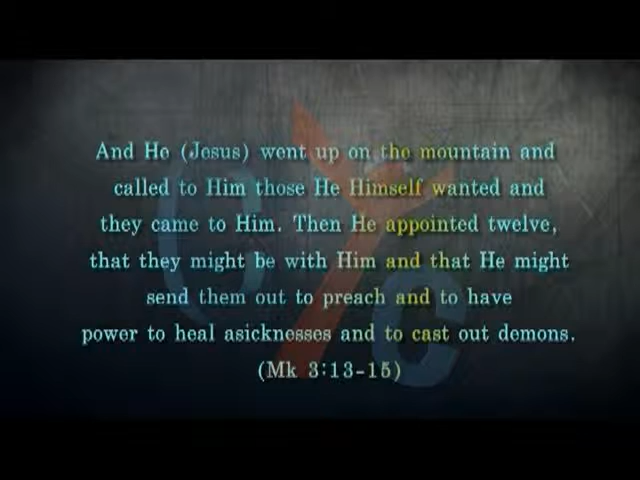 And He (Jesus) went up on the mountain and
called to Him those He Himself wanted and
they came to Him. Then He appointed twelve,
that they might be with Him and that He might
send them out to preach and to have
power to heal asicknesses and to cast out demons.
(Mk 3:13-15)